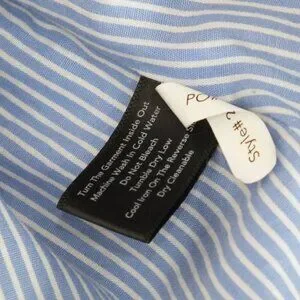 Turn The Garment Inside Out
Machine Wash In Cold Water
Do Not Bleach
Tumble Dry Low
Cool Iron On The Reverse
Dry Cleanable
Style# 2